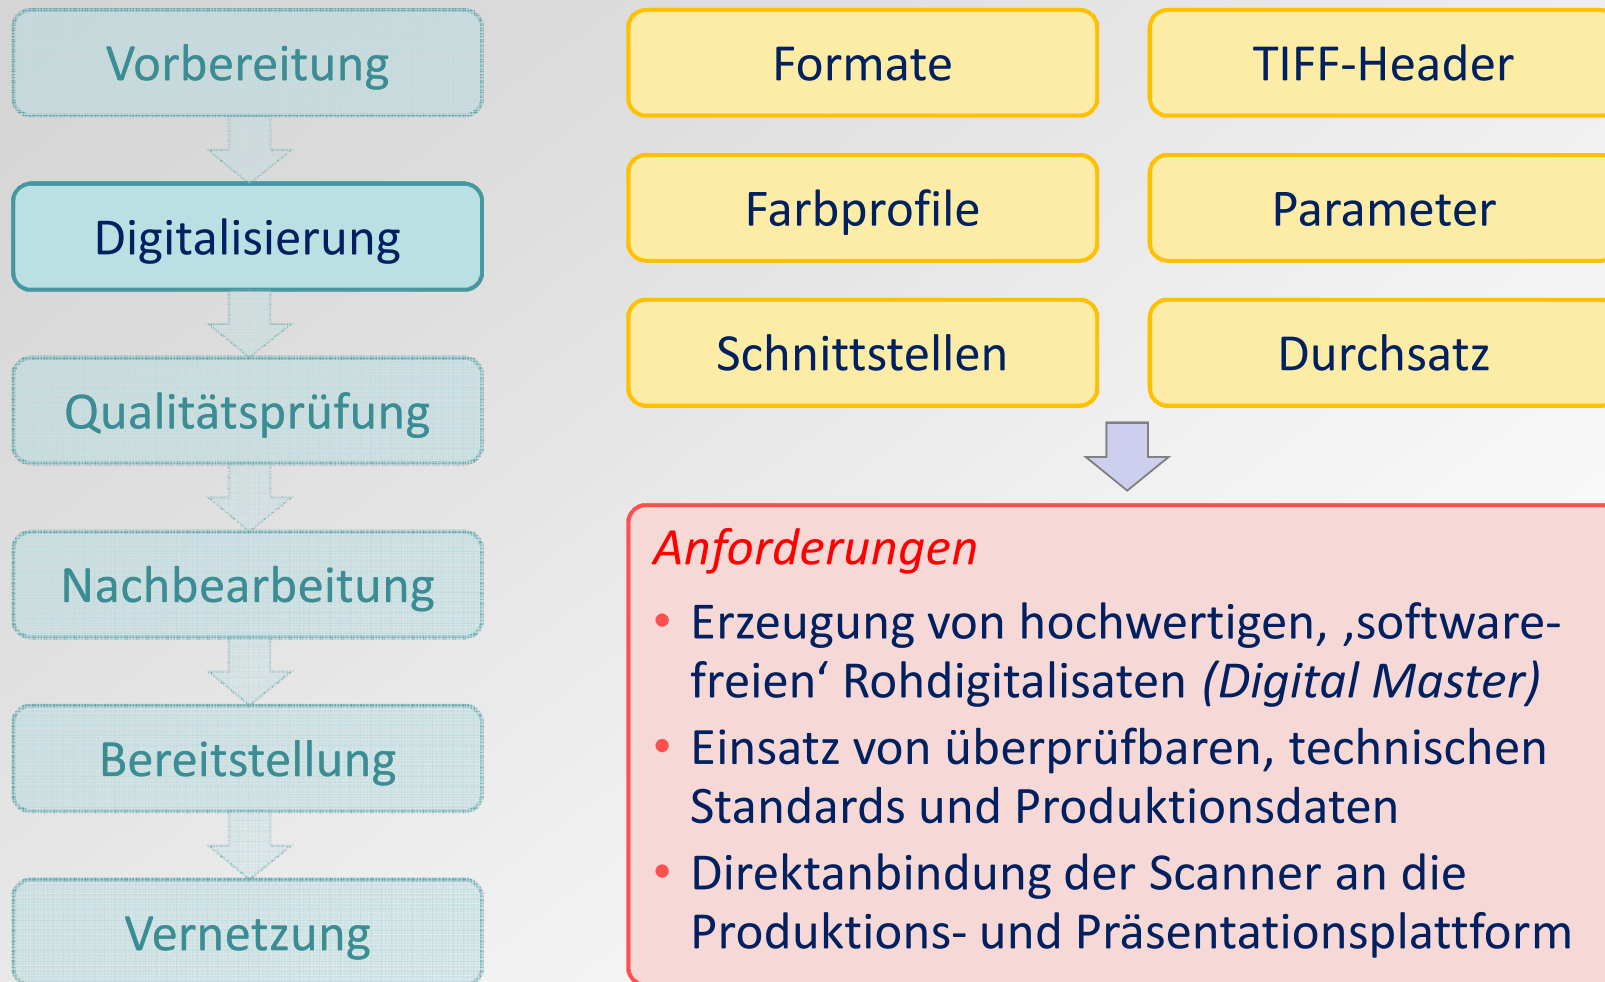 Vorbereitung
Digitalisierung
Qualitätsprüfung
Nachbearbeitung
Bereitstellung
Vernetzung
Formate
TIFF-Header
Farbprofile
Parameter
Schnittstellen
Durchsatz
Anforderungen
• Erzeugung von hochwertigen, ‚software-
freien‘ Rohdigitalisaten (Digital Master)
• Einsatz von überprüfbaren, technischen
Standards und Produktionsdaten
• Direktanbindung der Scanner an die
Produktions- und Präsentationsplattform